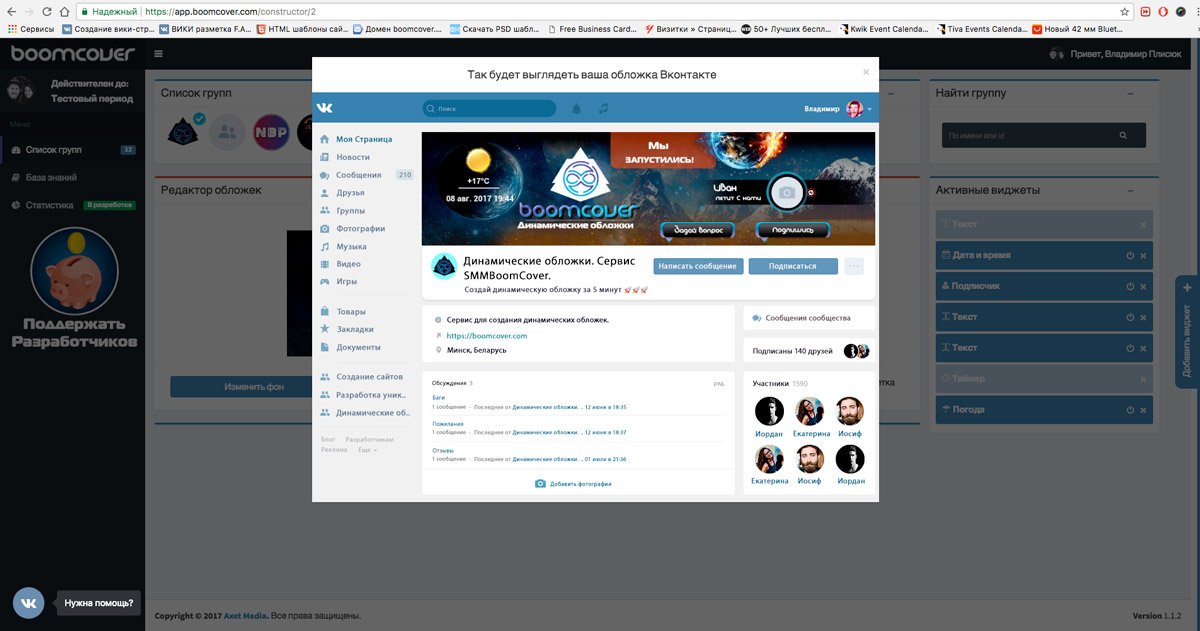 Надежный https://app.boomcover.com/constructor/2
Сервисы Создание вики-стр... ВИКИ разметка F.A... HTML шаблоны сай... Домен boomcover.... Скачать PSD шабл... Free Business Card... Визитки » Страниц... 50+ Лучших беспл... Kwik Event Calenda... Tiva Events Calenda... Новый 42 мм Bluet...
boomcover
Привет, Владимир Плисюк
Действителен до:
Тестовый период
Меню
Список групп
База знаний
Статистика В разработке
Поддержать
Разработчиков
Нужна помощь?
Список групп
NBP
Редактор обложек
Изменить фон
Так будет выглядеть ваша обложка Вконтакте ×
Поиск
Владимир
Моя Страница
Новости
Сообщения 210
Друзья
Группы
Фотографии
Музыка
Видео
Игры
Товары
Закладки
Документы
Создание сайтов
Разработка уник..
Динамические об..
Блог Разработчикам
Реклама Еще
+17°C
08 авг. 2017 19:44
boomcover
Динамические обложки
Мы
запустились!
Иван
летит с нами
Задай вопрос
Подпишись
Динамические обложки. Сервис
SMMBoomCover.
Создай динамическую обложку за 5 минут
Написать сообщение
Подписаться
Сервис для создания динамических обложек.
https://boomcover.com
Минск, Беларусь
Сообщения сообщества
Подписаны 140 друзей
Обсуждения 3 ред.
Баги
1 сообщение - Последнее от Динамические обложки. .. 12 июня в 18:35
Пожелания
1 сообщение - Последнее от Динамические обложки. .. 12 июня в 18:37
Отзывы
1 сообщение - Последнее от Динамические обложки. .. 01 июля в 21:36
Добавить фотографии
Участники 1590
Иордан Екатерина Иосиф
Екатерина Иосиф Иордан
Найти группу
По имени или id
Активные виджеты
Текст
Дата и время
Подписчик
Текст
Текст
Таймер
Погода
Добавить виджет
Copyright © 2017 Axet Media. Все права защищены.
Version 1.1.2